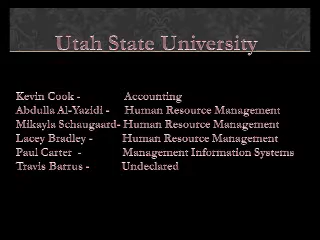 Utah State University
Kevin Cook - Accounting
Abdulla Al-Yazidi - Human Resource Management
Mikayla Schaugaard- Human Resource Management
Lacey Bradley - Human Resource Management
Paul Carter - Management Information Systems
Travis Barrus - Undeclared